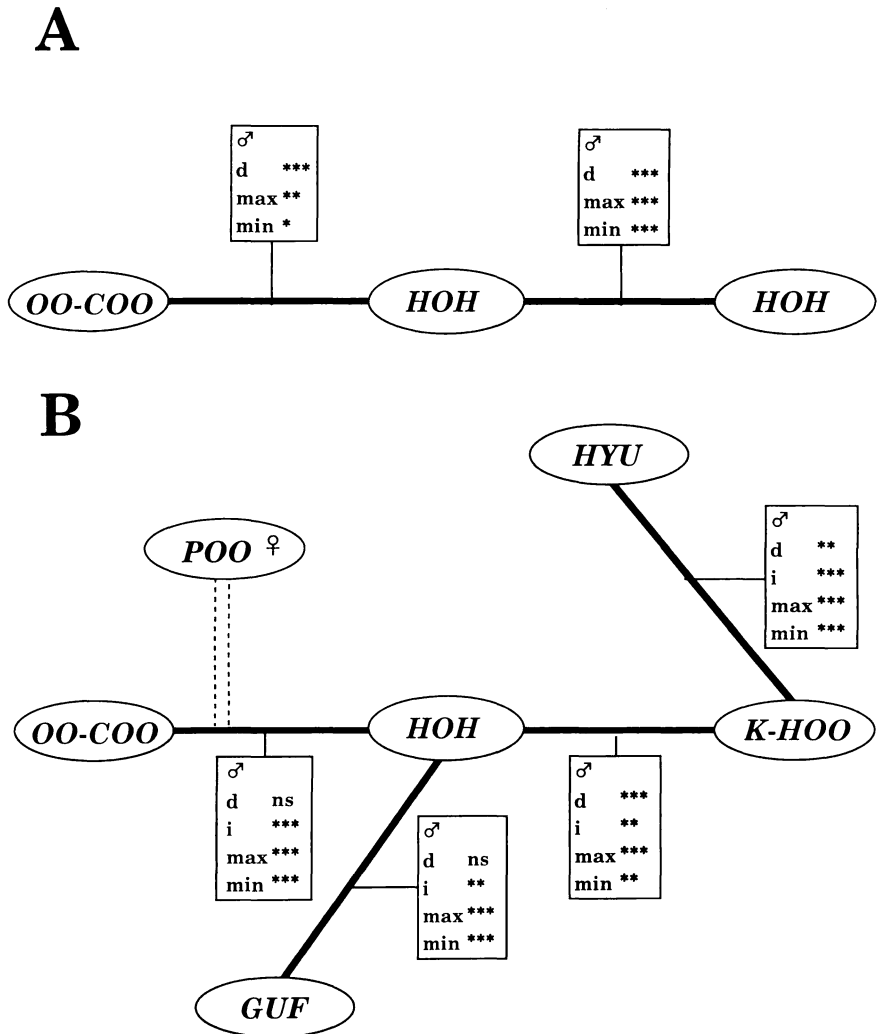 A
♂
d ***
max **
min *
♂
d ***
max ***
min ***
OO-COO
HOH
HOH
B
HYU
♂
d **
i ***
max ***
min ***
POO ♀
OO-COO
HOH
K-HOO
♂
d ns
i ***
max ***
min ***
♂
d ns
i **
max ***
min ***
♂
d ***
i **
max ***
min **
GUF